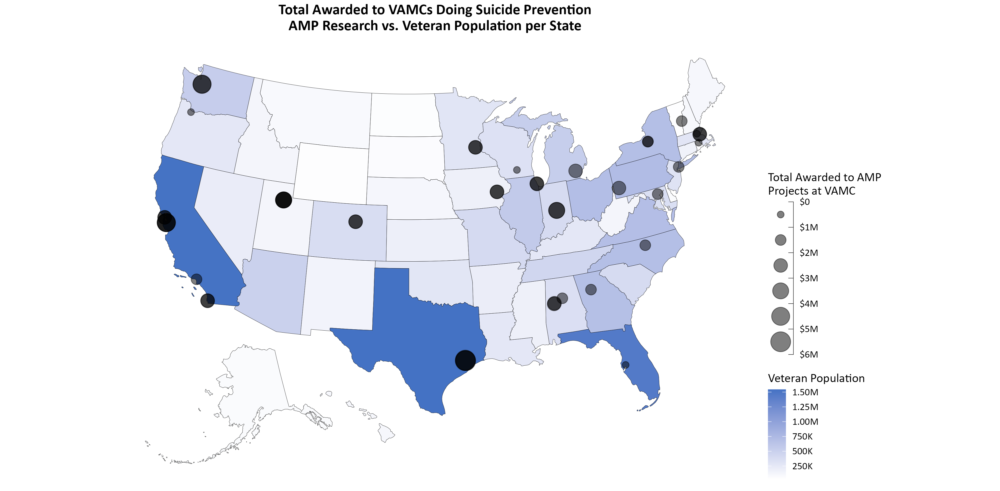 Total Awarded to VAMCs Doing Suicide Prevention
AMP Research vs. Veteran Population per State
Total Awarded to AMP
Projects at VAMC
$0
$1M
$2M
$3M
$4M
$5M
$6M
Veteran Population
1.50M
1.25M
1.00M
750K
500K
250K